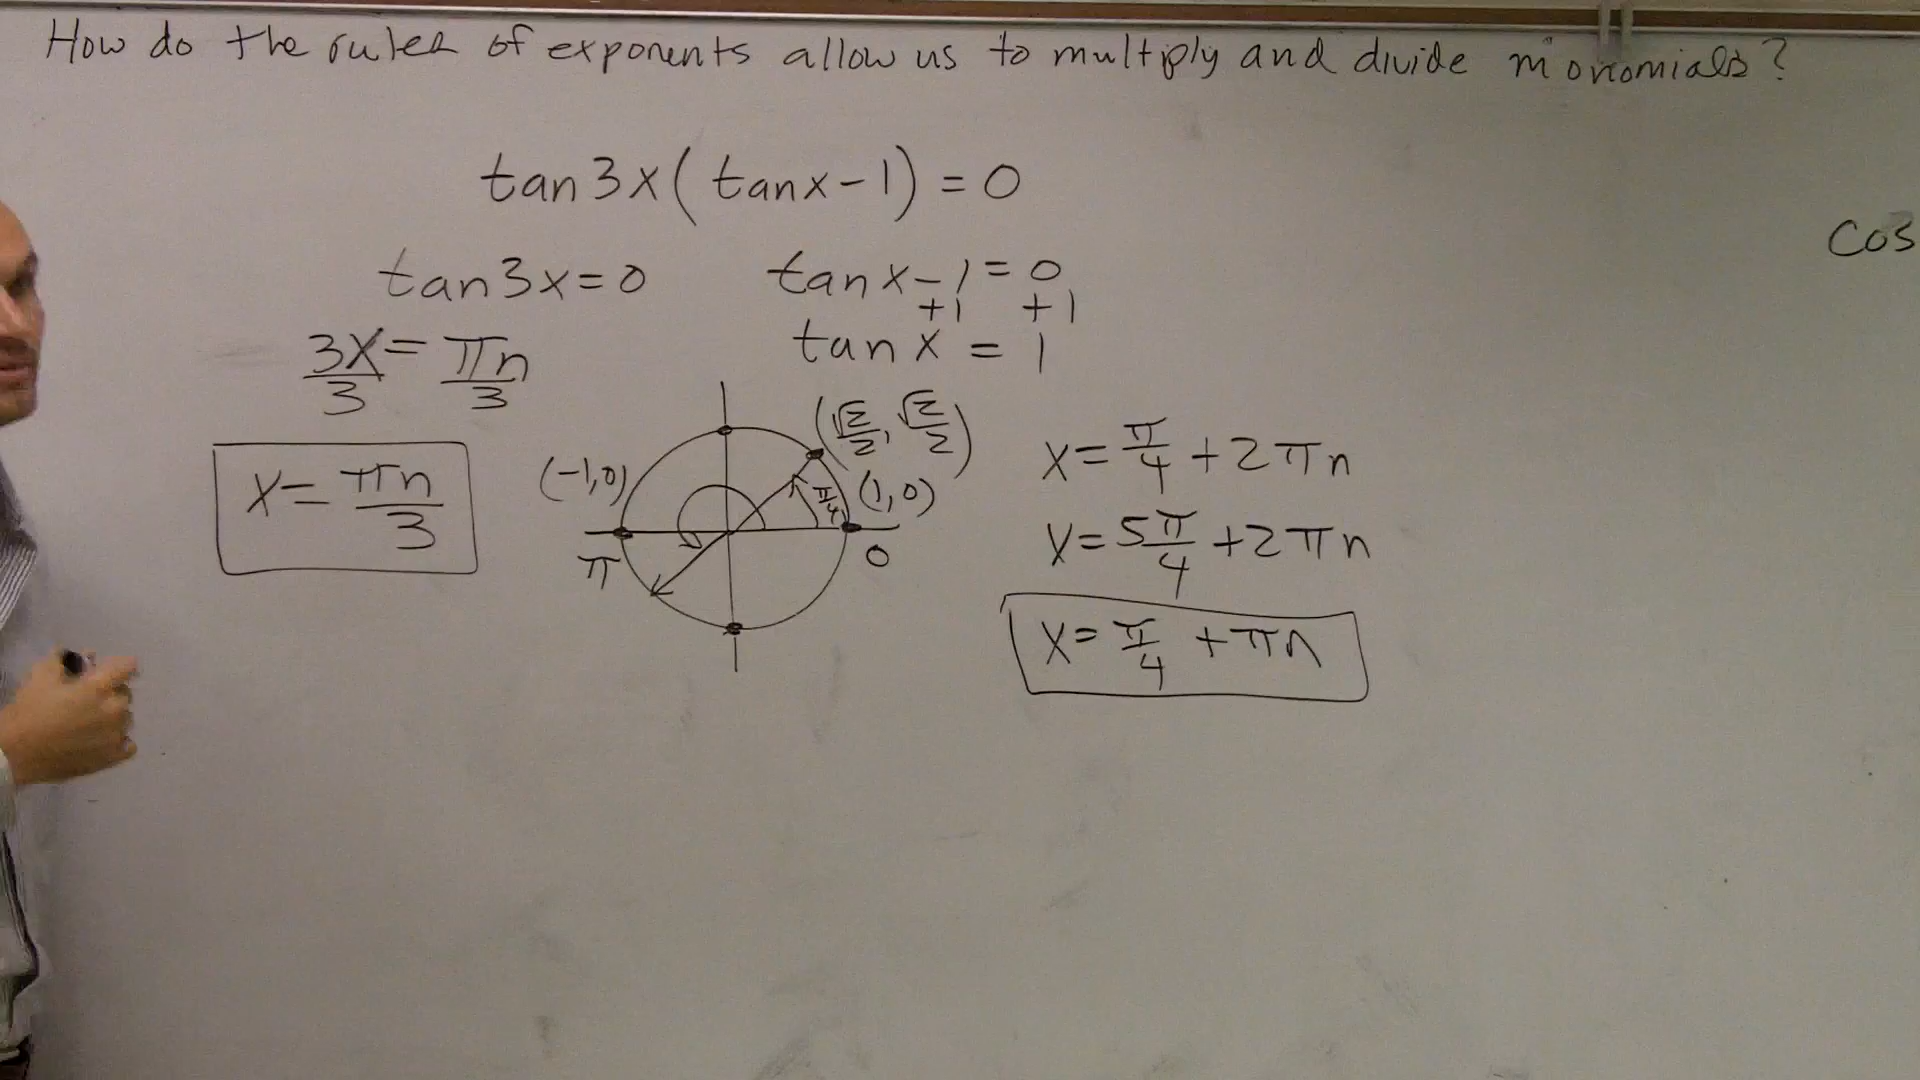 How do the rules of exponents allow us to multiply and divide monomials?
tan3x(tanx-1)=0
cos
tan3x=0
tanx-1=0
+1 +1
3x/3=πn/3
tanx=1
(√2/2, √2/2)
x=π/4+2πn
(-1,0)
x=πn/3
π/4
(1,0)
x=5π/4+2πn
π
0
x=π/4+πn